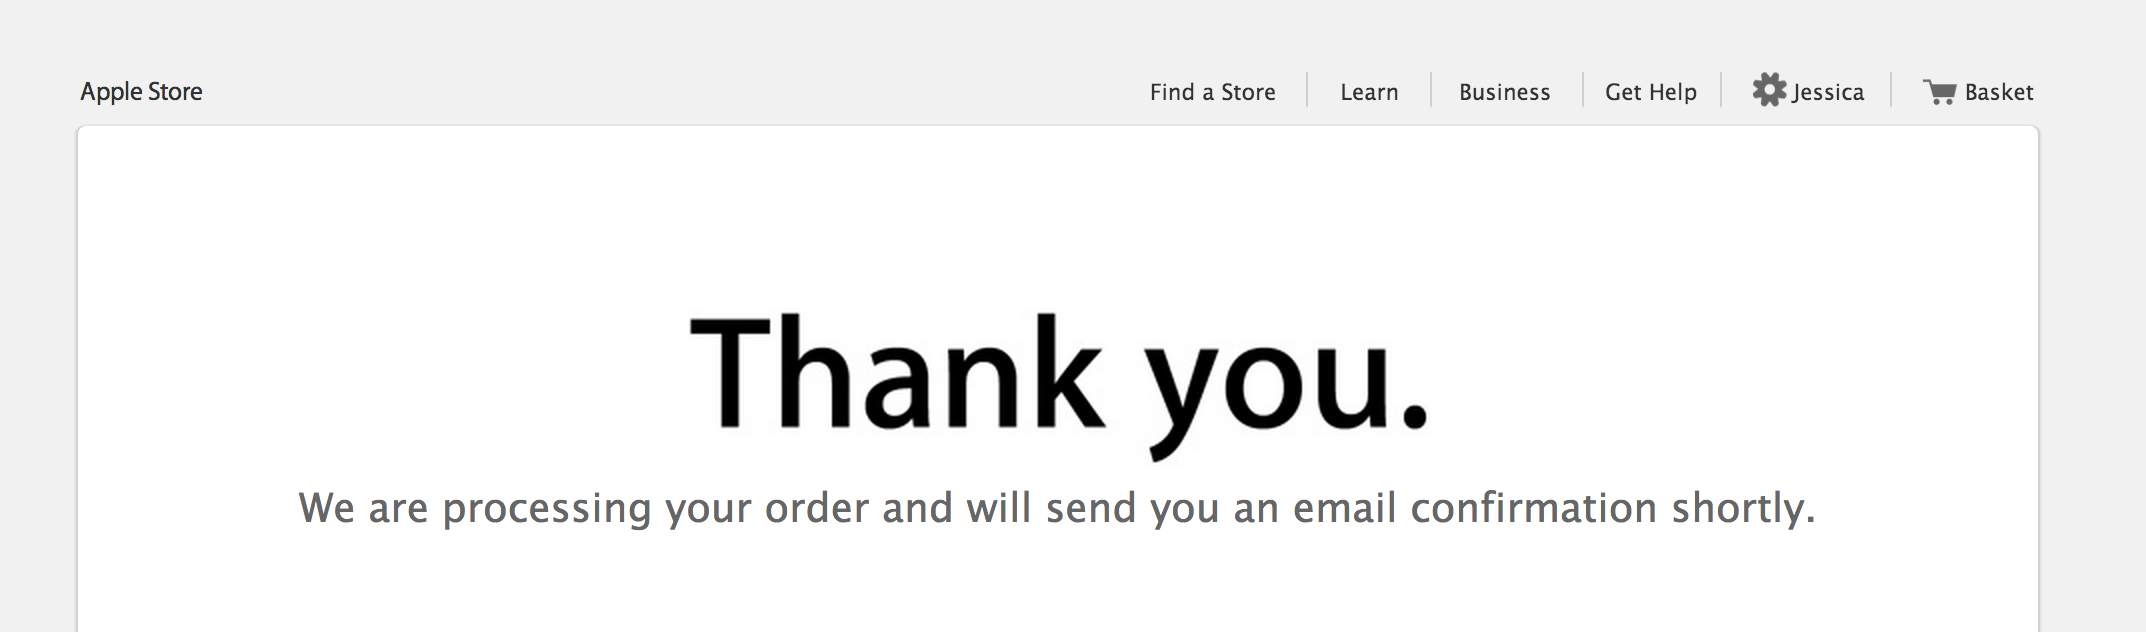 Apple Store Find a Store Learn Business Get Help Jessica Basket
Thank you.
We are processing your order and will send you an email confirmation shortly.